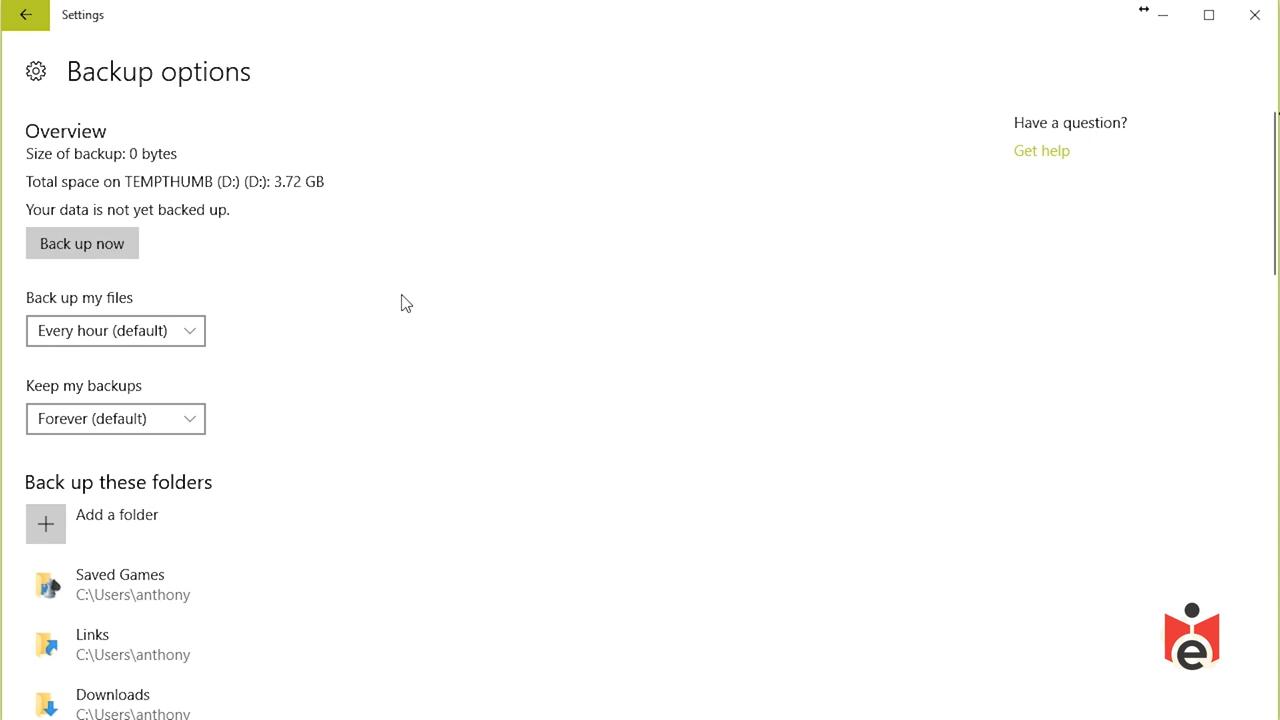 Settings
Backup options
Overview
Size of backup: 0 bytes
Total space on TEMPTHUMB (D:) (D:): 3.72 GB
Your data is not yet backed up.
Back up now
Back up my files
Every hour (default)
Keep my backups
Forever (default)
Back up these folders
Add a folder
Saved Games
C:\Users\anthony
Links
C:\Users\anthony
Downloads
C:\Users\anthony
Have a question?
Get help
e